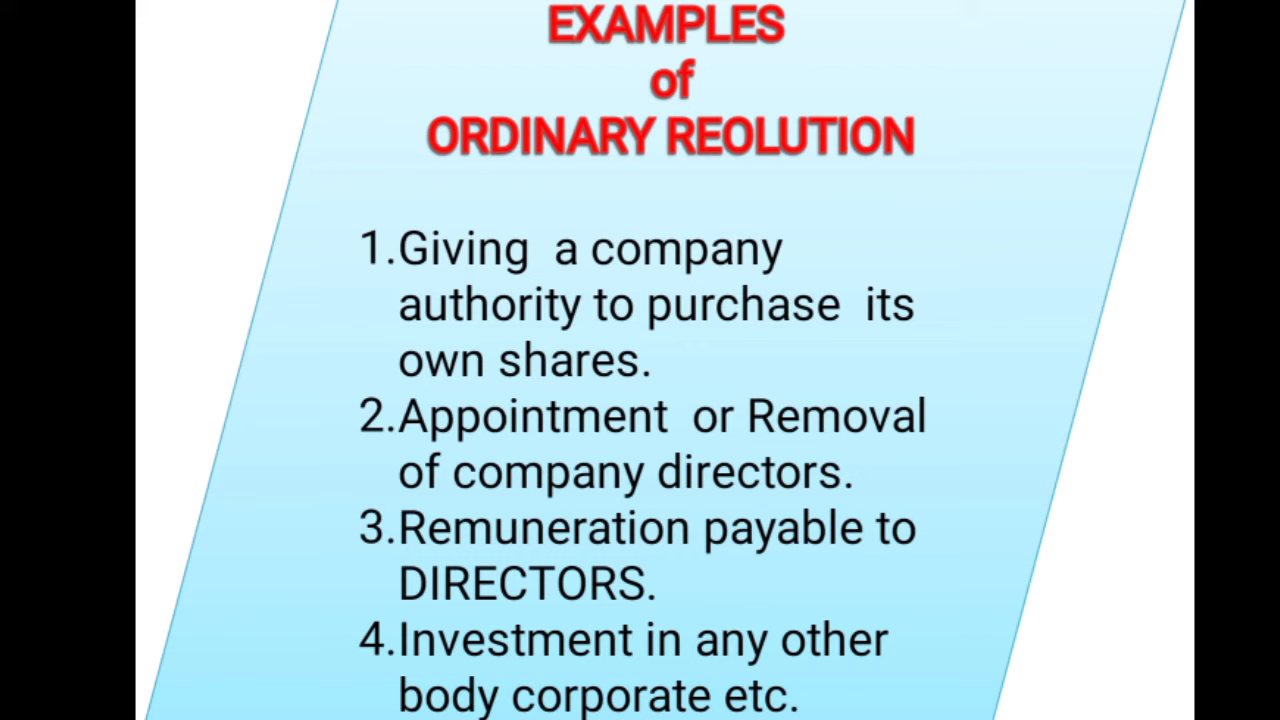 EXAMPLES
of
ORDINARY REOLUTION
1.Giving a company
authority to purchase its
own shares.
2.Appointment or Removal
of company directors.
3.Remuneration payable to
DIRECTORS.
4.Investment in any other
body corporate etc.